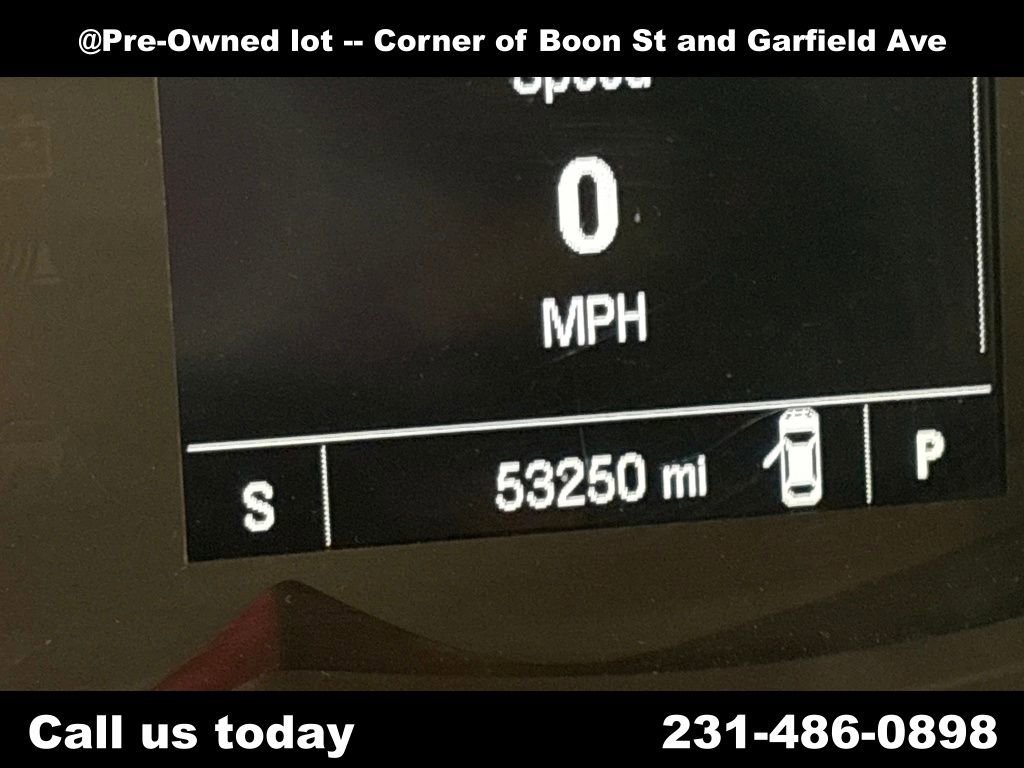 @Pre-Owned lot -- Corner of Boon St and Garfield Ave
Speed
0
MPH
S 53250 mi P
Call us today 231-486-0898